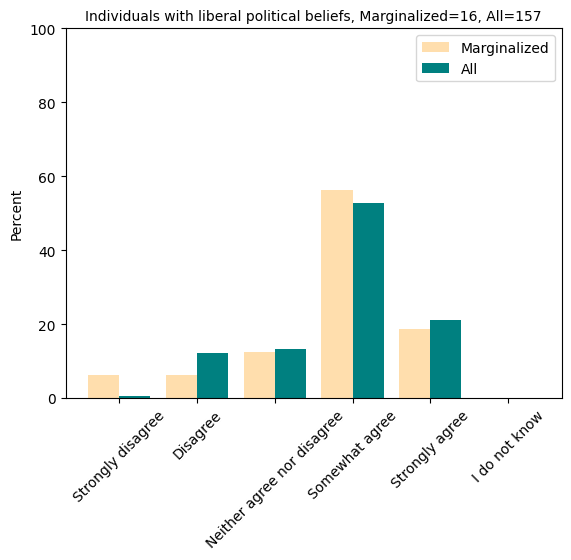 Individuals with liberal political beliefs, Marginalized=16, All=157
100
80
60
40
20
0
Percent
Marginalized
All
Strongly disagree
Disagree
Neither agree nor disagree
Somewhat agree
Strongly agree
I do not know